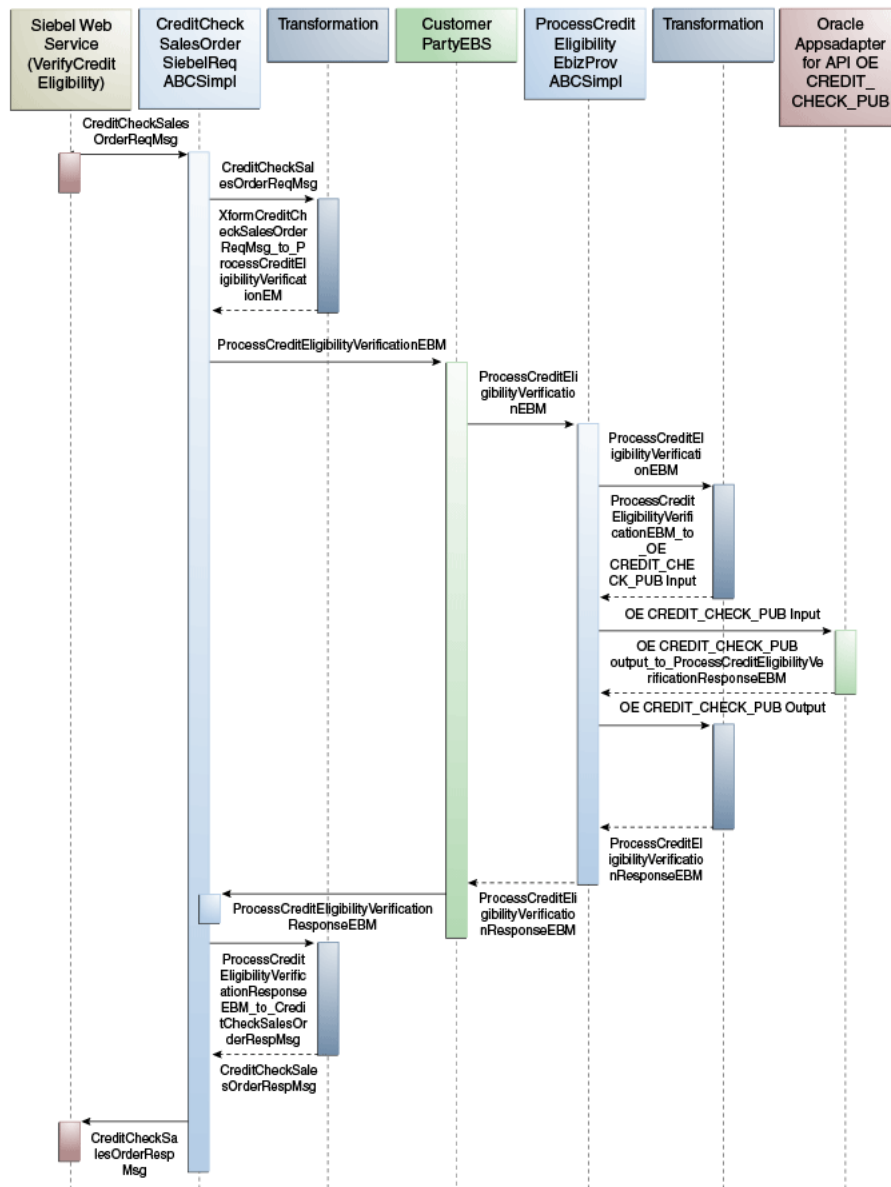 Siebel Web
Service
(VerifyCredit
Eligibility)
CreditCheck
SalesOrder
SiebelReq
ABCSimpl
Transformation
Customer
PartyEBS
ProcessCredit
Eligibility
EbizProv
ABCSimpl
Transformation
Oracle
Appsadapter
for API OE
CREDIT_
CHECK_PUB
CreditCheckSales
OrderReqMsg
CreditCheckSal
esOrderReqMsg
XformCreditCh
eckSalesOrder
ReqMsg_to_P
rocessCreditEl
igibilityVerificat
ionEM
ProcessCreditEligibilityVerificationEBM
ProcessCreditEli
gibilityVerificatio
nEBM
ProcessCreditEl
igibilityVerificati
onEBM
ProcessCredit
EligibilityVerifi
cationEBM_to
_OE
CREDIT_CHE
CK_PUB Input
OE CREDIT_CHECK_PUB Input
OE CREDIT_CHECK_PUB
output_to_ProcessCreditEligibilityVe
rificationResponseEBM
OE CREDIT_CHECK_PUB Output
ProcessCreditEl
igibilityVerificatio
nResponseEBM
ProcessCreditEli
gibilityVerificatio
nResponseEBM
ProcessCreditEligibilityVerification
ResponseEBM
ProcessCredit
EligibilityVerific
ationResponse
EBM_to_Credi
tCheckSalesOr
derRespMsg
CreditCheckSale
sOrderRespMsg
CreditCheckSa
lesOrderResp
Msg